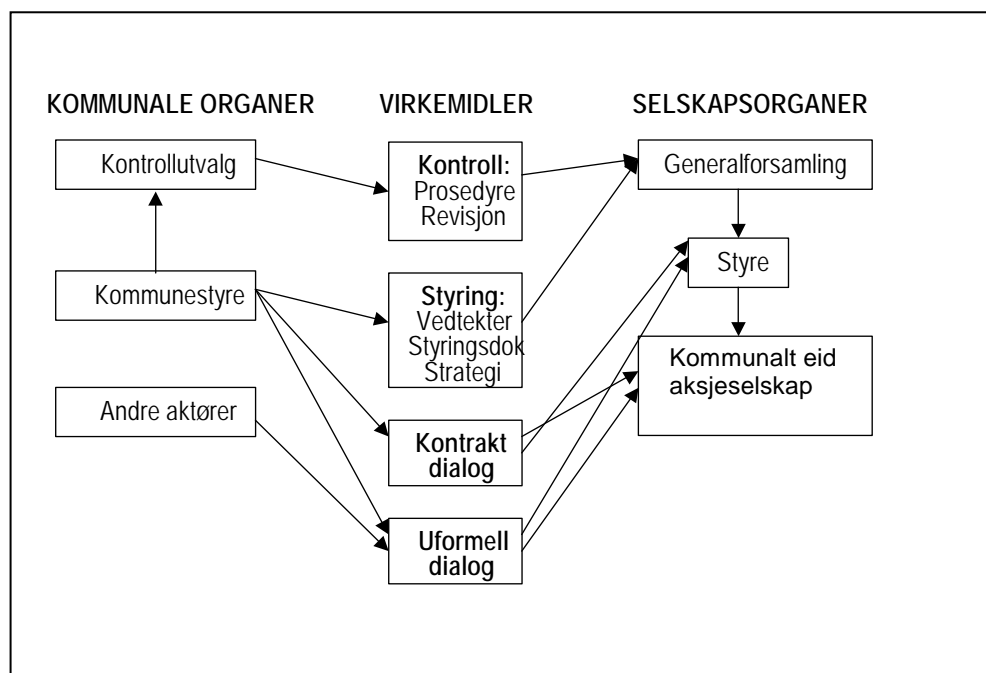 KOMMUNALE ORGANER
VIRKEMIDLER
SELSKAPSORGANER
Kontrollutvalg
Kommunestyre
Andre aktører
Kontroll:
Prosedyre
Revisjon
Styring:
Vedtekter
Styringsdok
Strategi
Kontrakt
dialog
Uformell
dialog
Generalforsamling
Styre
Kommunalt eid
aksjeselskap